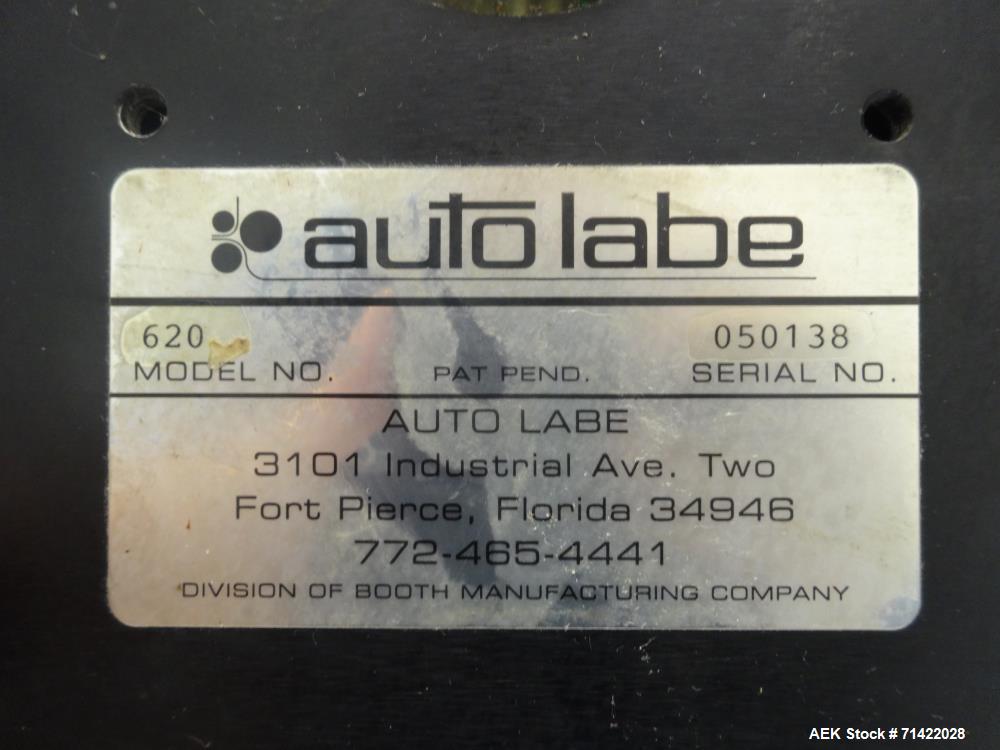 auto labe
620 050138
MODEL NO. PAT PEND. SERIAL NO.
AUTO LABE
3101 Industrial Ave. Two
Fort Pierce, Florida 34946
772-465-4441
DIVISION OF BOOTH MANUFACTURING COMPANY
AEK Stock # 71422028